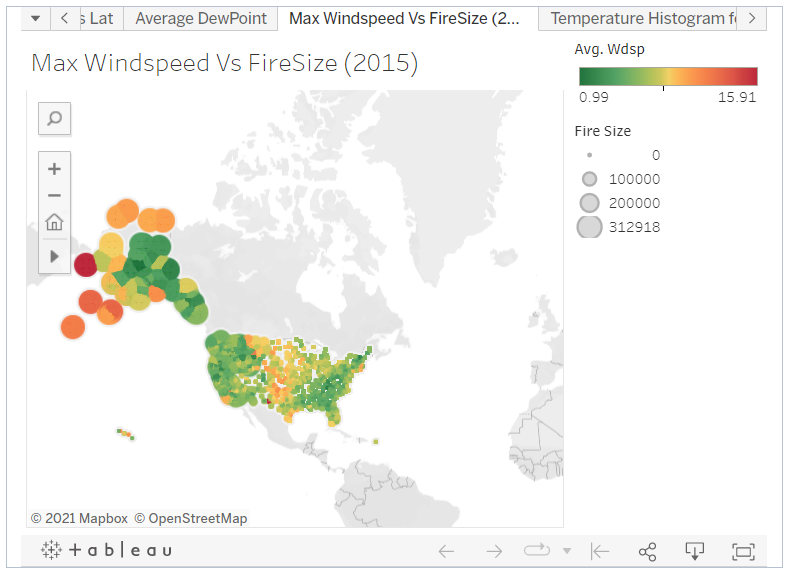 s Lat
Average DewPoint
Max Windspeed Vs FireSize (2...
Temperature Histogram f
Max Windspeed Vs FireSize (2015)
Avg. Wdsp
0.99 15.91
Fire Size
0
100000
200000
312918
© 2021 Mapbox © OpenStreetMap
+ a b l e a u